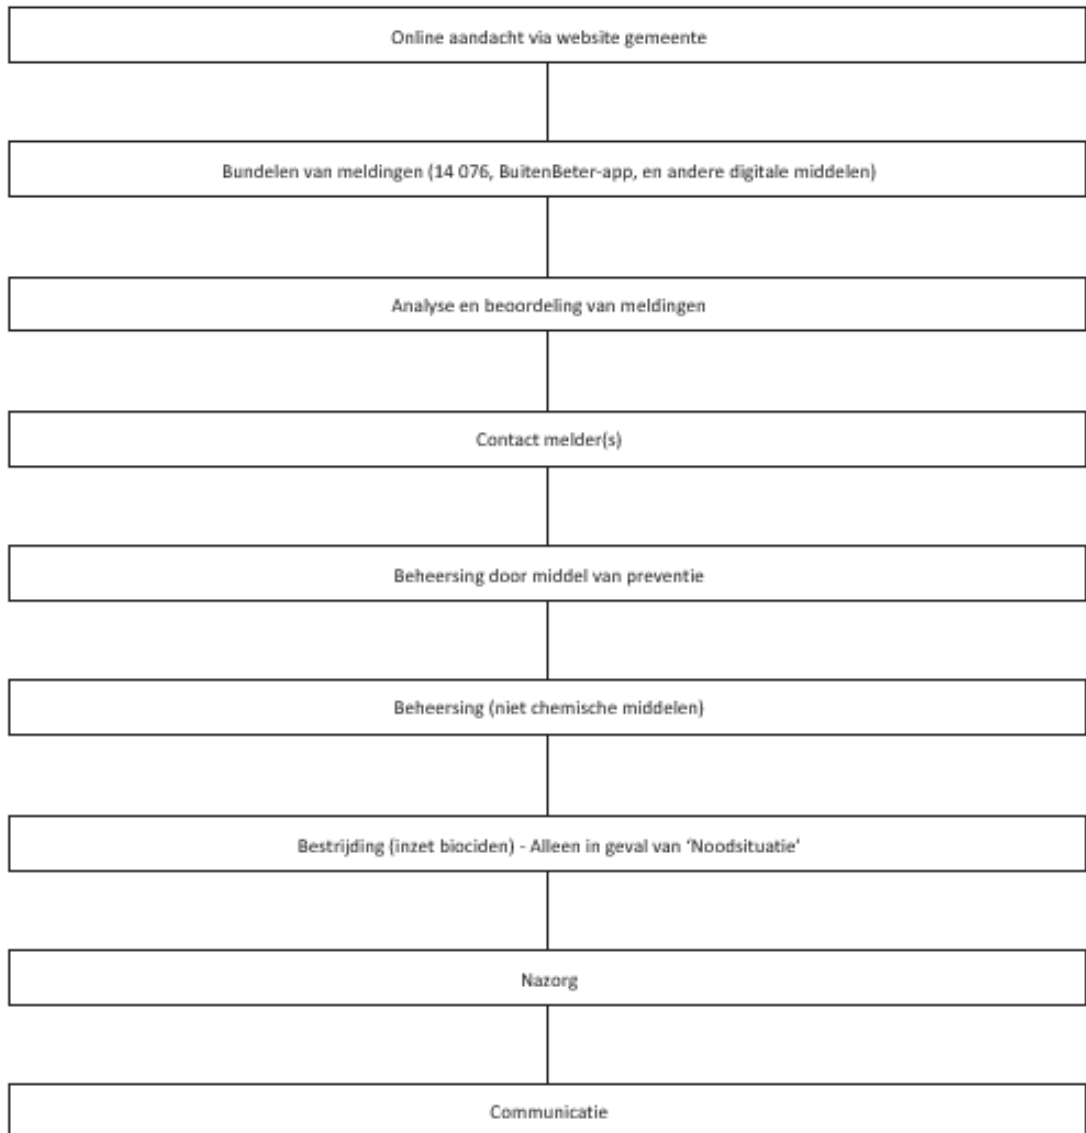 Online aandacht via website gemeente
Bundelen van meldingen (14 076, BuitenBeter-app, en andere digitale middelen)
Analyse en beoordeling van meldingen
Contact melder(s)
Beheersing door middel van preventie
Beheersing (niet chemische middelen)
Bestrijding (inzet biociden) - Alleen in geval van ‘Noodsituatie’
Nazorg
Communicatie